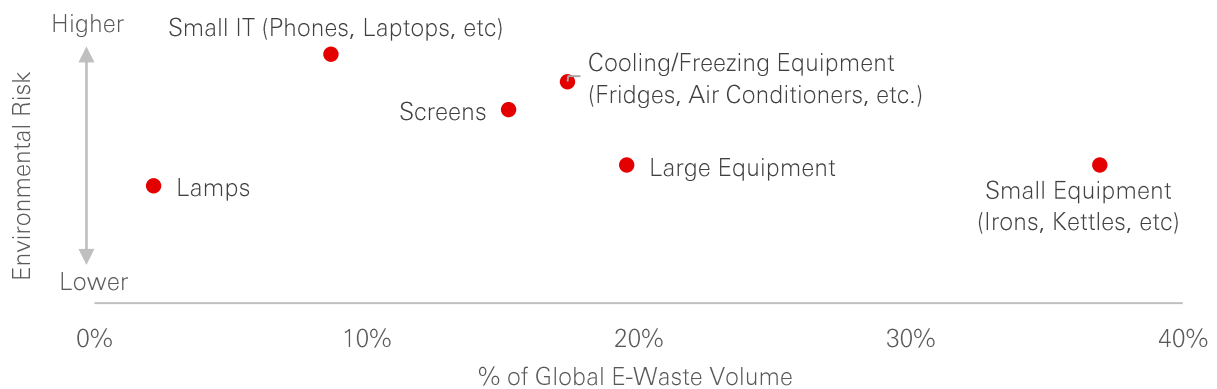 Higher
Small IT (Phones, Laptops, etc)
Cooling/Freezing Equipment
(Fridges, Air Conditioners, etc.)
Screens
Large Equipment
Lamps
Small Equipment
(Irons, Kettles, etc)
Environmental Risk
Lower
0%
10%
20%
30%
40%
% of Global E-Waste Volume